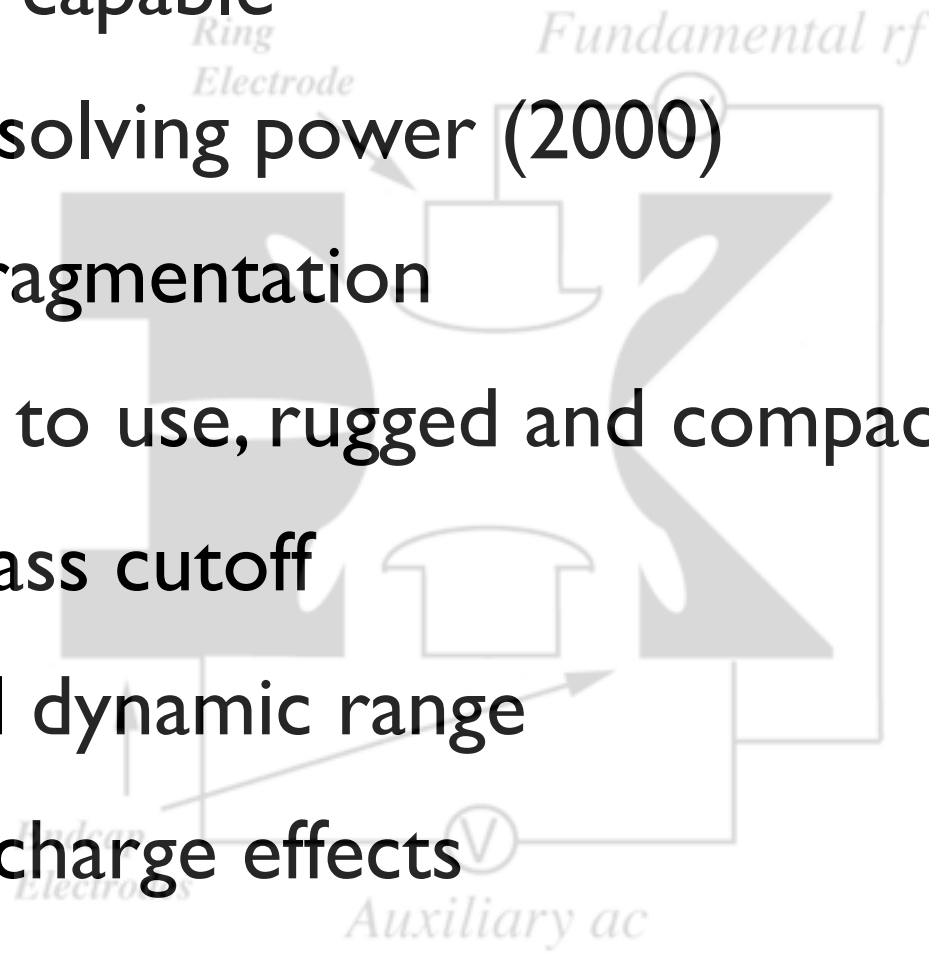 capable
Ring
Electrode
Fundamental rf
solving power (2000)
ragmentation
to use, rugged and compac
ass cutoff
dynamic range
Endcap
Electrodes
charge effects
V
Auxiliary ac